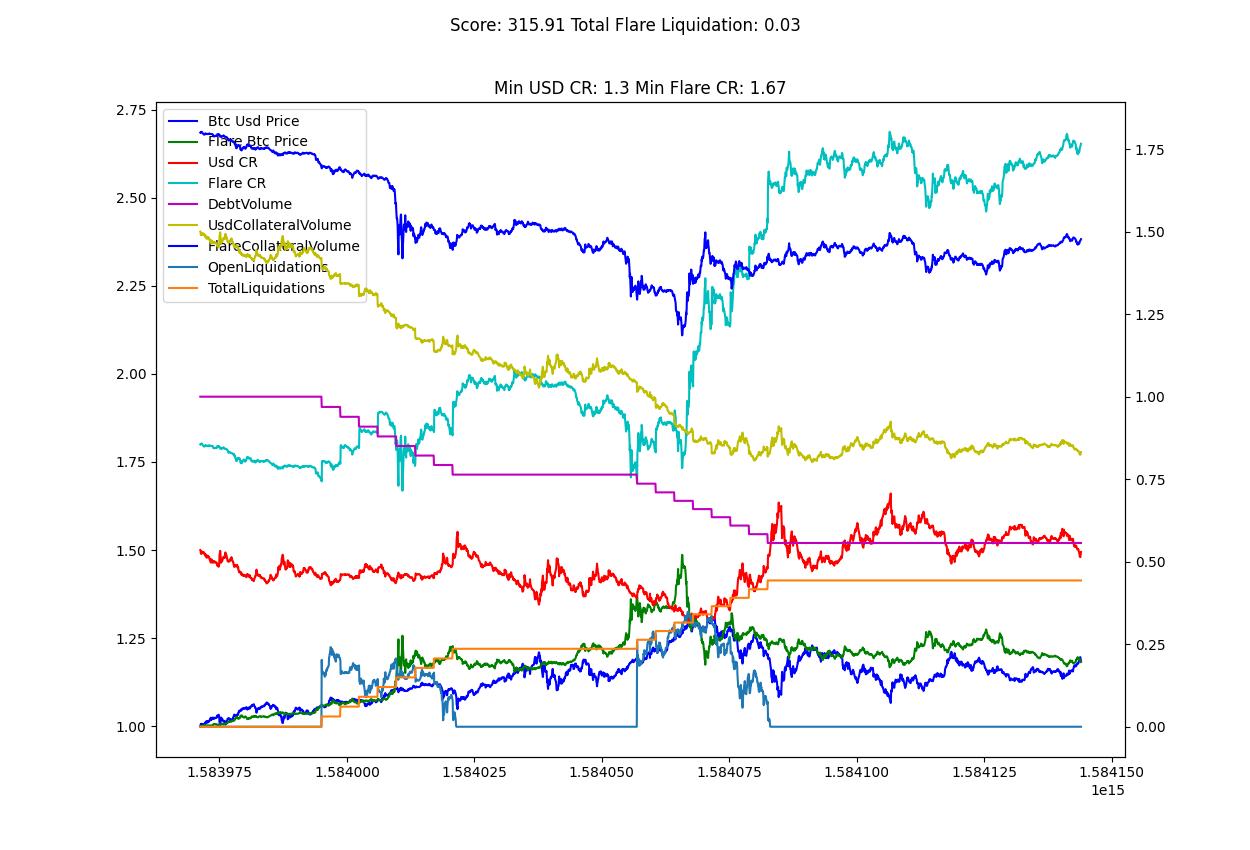 Score: 315.91 Total Flare Liquidation: 0.03
Min USD CR: 1.3 Min Flare CR: 1.67
Btc Usd Price
Flare Btc Price
Usd CR
Flare CR
DebtVolume
UsdCollateralVolume
FlareCollateralVolume
OpenLiquidations
TotalLiquidations
2.75
2.50
2.25
2.00
1.75
1.50
1.25
1.00
1.75
1.50
1.25
1.00
0.75
0.50
0.25
0.00
1.583975 1.584000 1.584025 1.584050 1.584075 1.584100 1.584125 1.584150
1e15